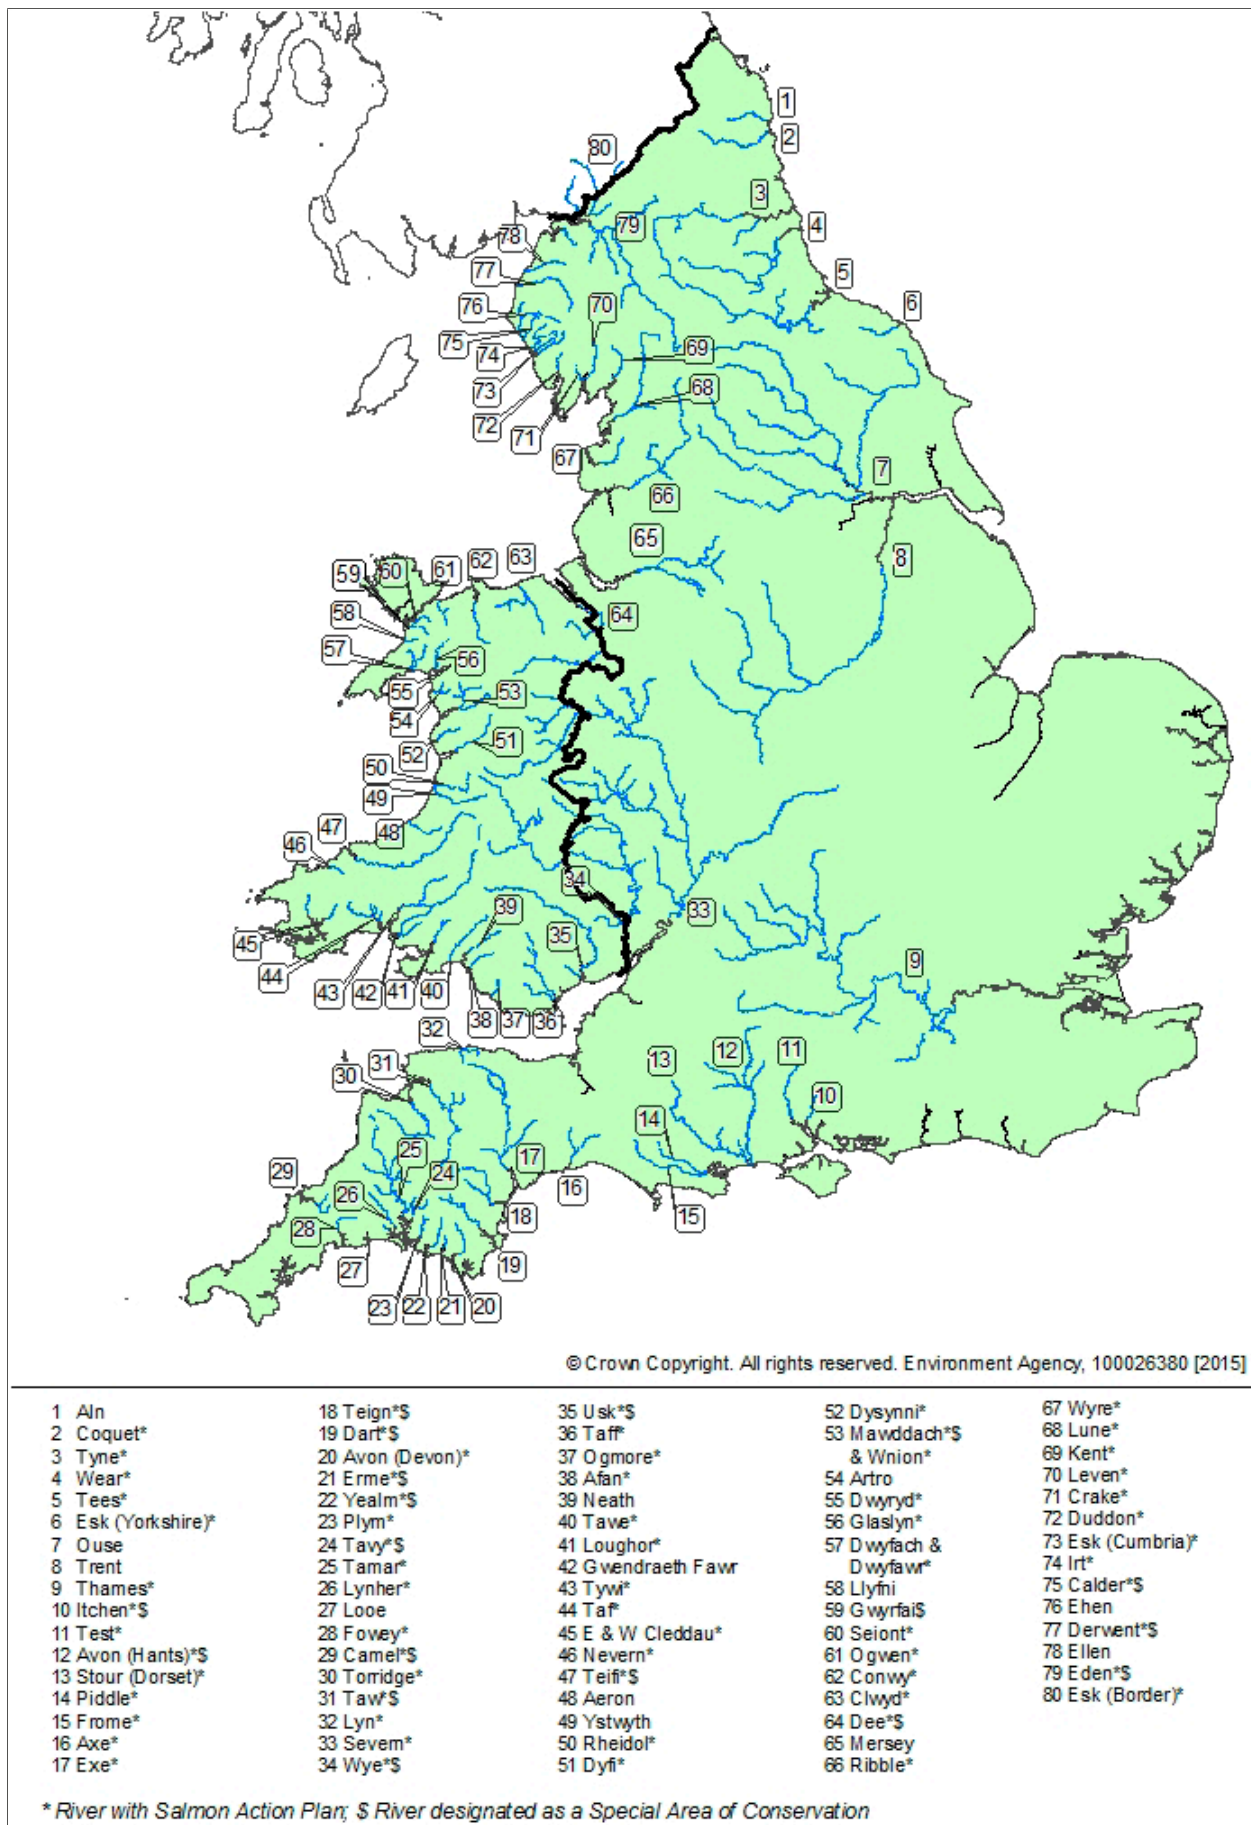 1
2
80
3
79
4
78
5
77
6
76
70
75
69
74
73
68
72
71
67
7
66
65
8
59
60
61
62
63
58
64
57
56
55
53
54
52
51
50
49
48
47
46
34
39
33
45
35
9
44
43
42
41
40
38
37
36
32
31
13
12
11
30
10
14
25
17
29
24
16
26
18
15
28
27
19
23
22
21
20
© Crown Copyright. All rights reserved. Environment Agency, 100026380 [2015]
1 Aln
2 Coquet*
3 Tyne*
4 Wear*
5 Tees*
6 Esk (Yorkshire)*
7 Ouse
8 Trent
9 Thames*
10 Itchen*$
11 Test*
12 Avon (Hants)*$
13 Stour (Dorset)*
14 Piddle*
15 Frome*
16 Axe*
17 Exe*
18 Teign*$
19 Dart*$
20 Avon (Devon)*
21 Erme*$
22 Yealm*$
23 Plym*
24 Tavy*$
25 Tamar*
26 Lynher*
27 Looe
28 Fowey*
29 Camel*$
30 Torridge*
31 Taw*$
32 Lyn*
33 Severn*
34 Wye*$
35 Usk*$
36 Taff*
37 Ogmore*
38 Afan*
39 Neath
40 Tawe*
41 Loughor*
42 Gwendraeth Fawr
43 Tywi*
44 Taf*
45 E & W Cleddau*
46 Nevern*
47 Teifi*$
48 Aeron
49 Ystwyth
50 Rheidol*
51 Dyfi*
52 Dysynni*
53 Mawddach*$
& Wnion*
54 Artro
55 Dwyryd*
56 Glaslyn*
57 Dwyfach &
Dwyfawr*
58 Llyfni
59 Gwyrfai$
60 Seiont*
61 Ogwen*
62 Conwy*
63 Clwyd*
64 Dee*$
65 Mersey
66 Ribble*
67 Wyre*
68 Lune*
69 Kent*
70 Leven*
71 Crake*
72 Duddon*
73 Esk (Cumbria)*
74 Irt*
75 Calder*$
76 Ehen
77 Derwent*$
78 Ellen
79 Eden*$
80 Esk (Border)*
* River with Salmon Action Plan; $ River designated as a Special Area of Conservation